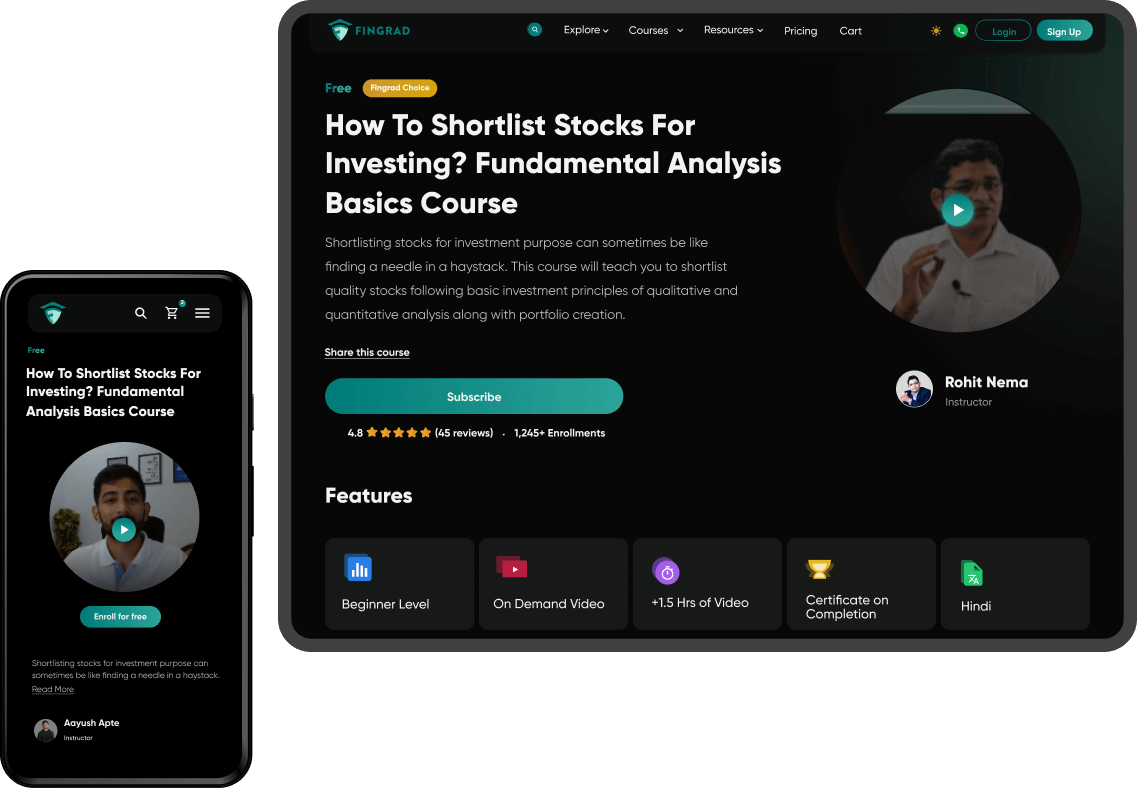 FINGRAD
Explore
Courses
Resources
Pricing
Cart
Login
Sign Up
Free
Fingrad Choice
How To Shortlist Stocks For
Investing? Fundamental Analysis
Basics Course
Shortlisting stocks for investment purpose can sometimes be like
finding a needle in a haystack. This course will teach you to shortlist
quality stocks following basic investment principles of qualitative and
quantitative analysis along with portfolio creation.
Share this course
Subscribe
4.8 (45 reviews) . 1,245+ Enrollments
Rohit Nema
Instructor
Features
Beginner Level
On Demand Video
+1.5 Hrs of Video
Certificate on
Completion
Hindi
Free
How To Shortlist Stocks For
Investing? Fundamental
Analysis Basics Course
Enroll for free
Shortlisting stocks for investment purpose can
sometimes be like finding a needle in a haystack.
Read More
Aayush Apte
Instructor